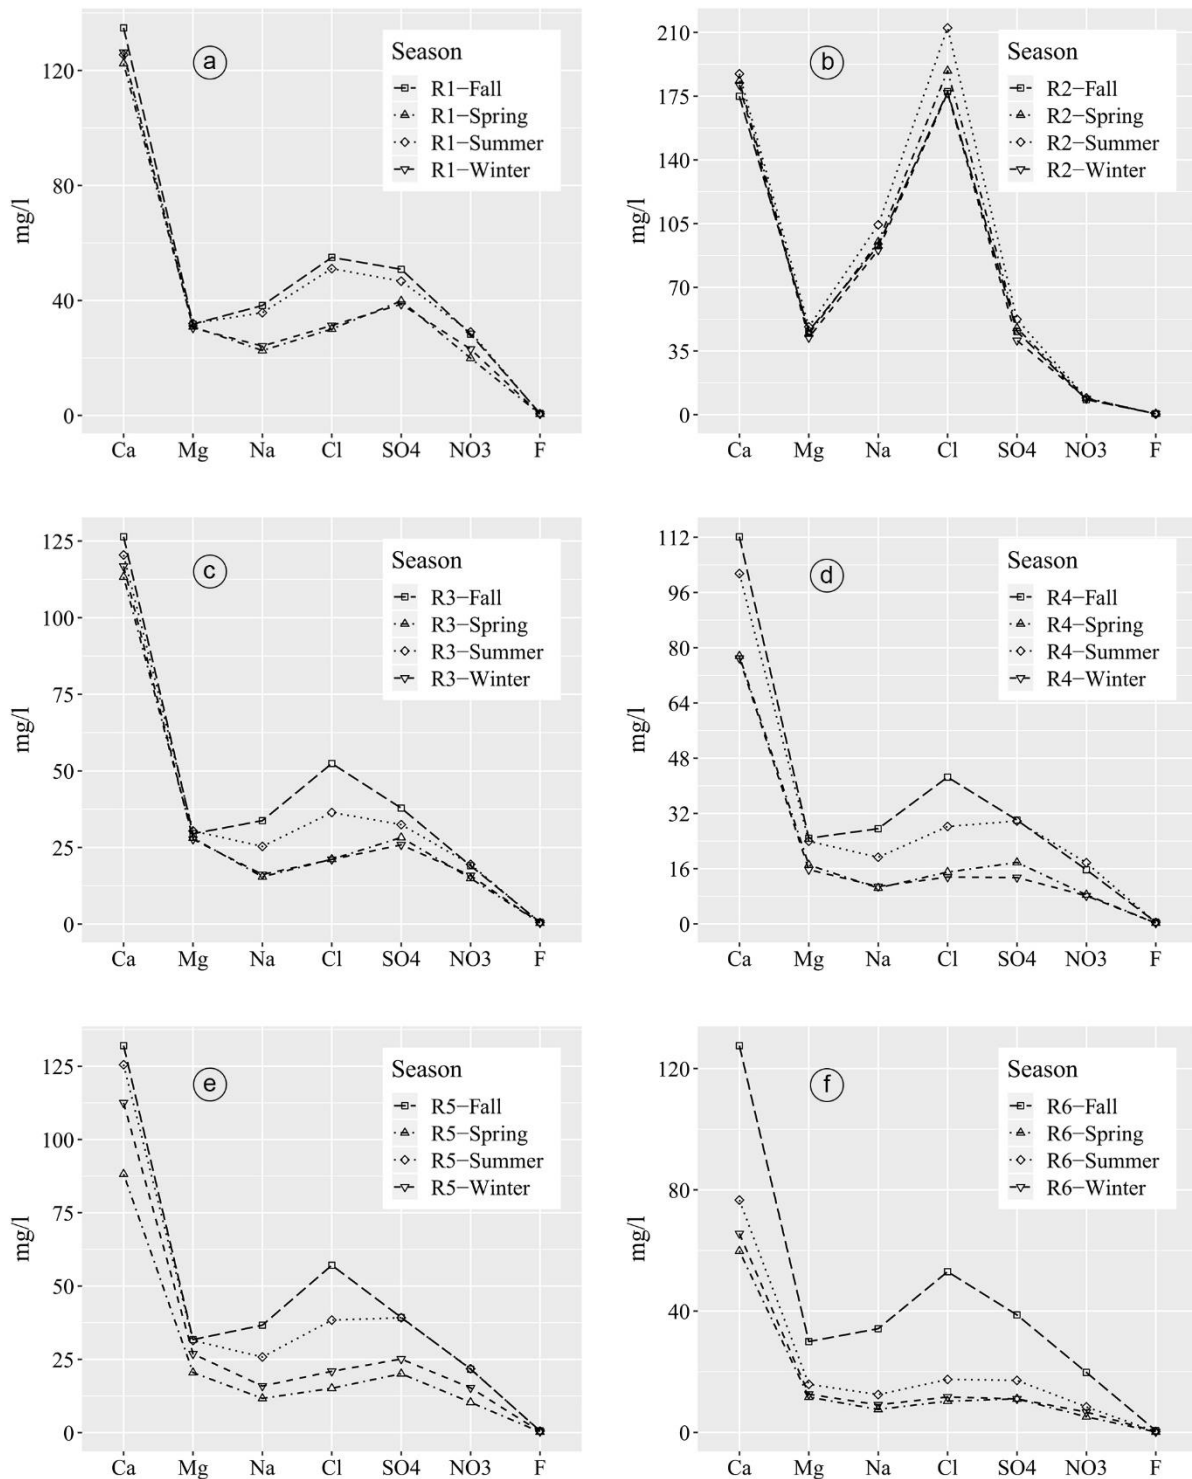 a
Season
R1−Fall
R1−Spring
R1−Summer
R1−Winter
mg/l
120
80
40
0
Ca Mg Na Cl SO4 NO3 F
b
Season
R2−Fall
R2−Spring
R2−Summer
R2−Winter
mg/l
210
175
140
105
70
35
0
Ca Mg Na Cl SO4 NO3 F
c
Season
R3−Fall
R3−Spring
R3−Summer
R3−Winter
mg/l
125
100
75
50
25
0
Ca Mg Na Cl SO4 NO3 F
d
Season
R4−Fall
R4−Spring
R4−Summer
R4−Winter
mg/l
112
96
80
64
48
32
16
0
Ca Mg Na Cl SO4 NO3 F
e
Season
R5−Fall
R5−Spring
R5−Summer
R5−Winter
mg/l
125
100
75
50
25
0
Ca Mg Na Cl SO4 NO3 F
f
Season
R6−Fall
R6−Spring
R6−Summer
R6−Winter
mg/l
120
80
40
0
Ca Mg Na Cl SO4 NO3 F